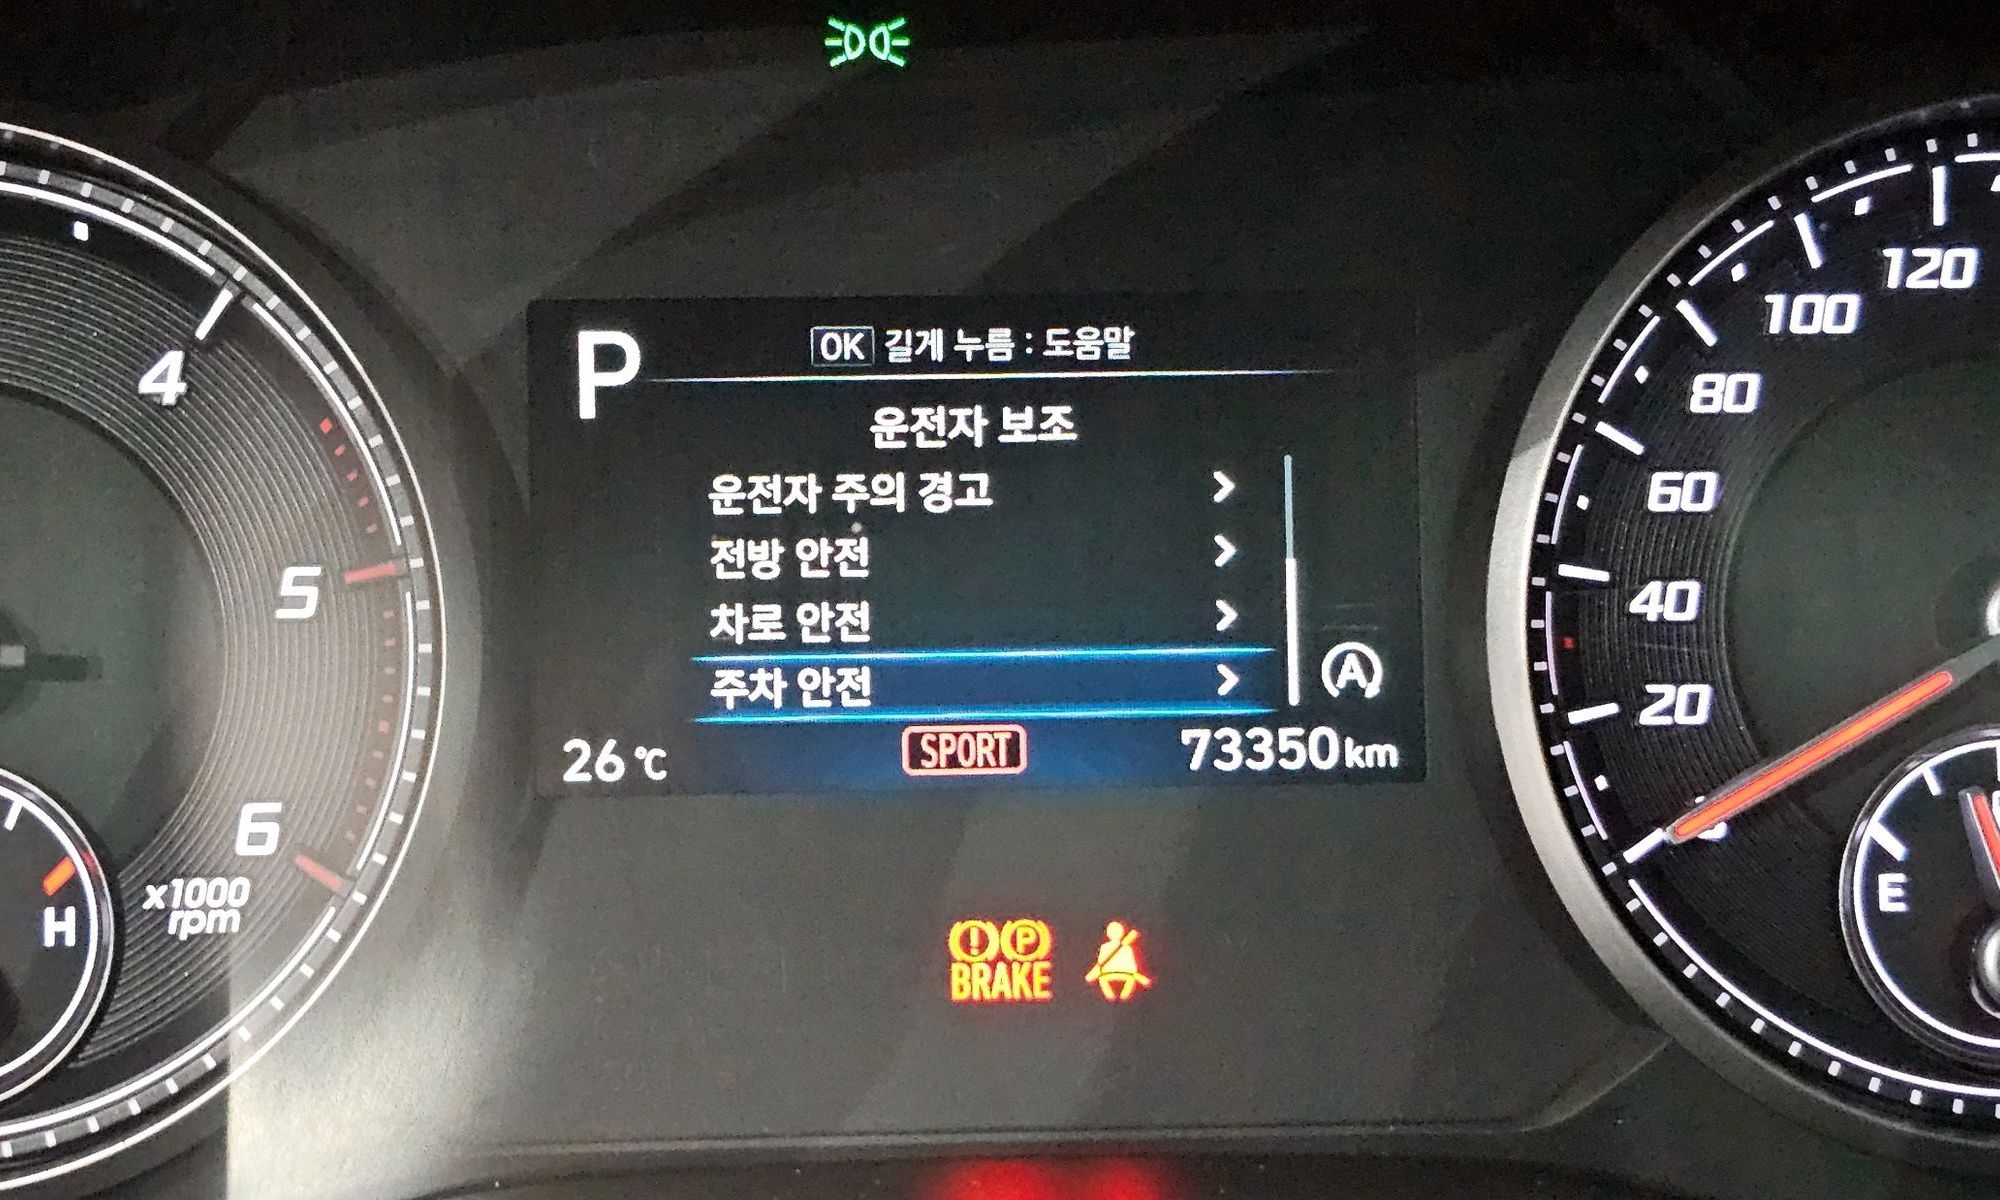 P
OK 길게 누름 : 도움말
운전자 보조
운전자 주의 경고
전방 안전
차로 안전
주차 안전
A
26 °C
SPORT
73350 km
4
5
6
x1000
rpm
H
120
100
80
60
40
20
E
! P
BRAKE